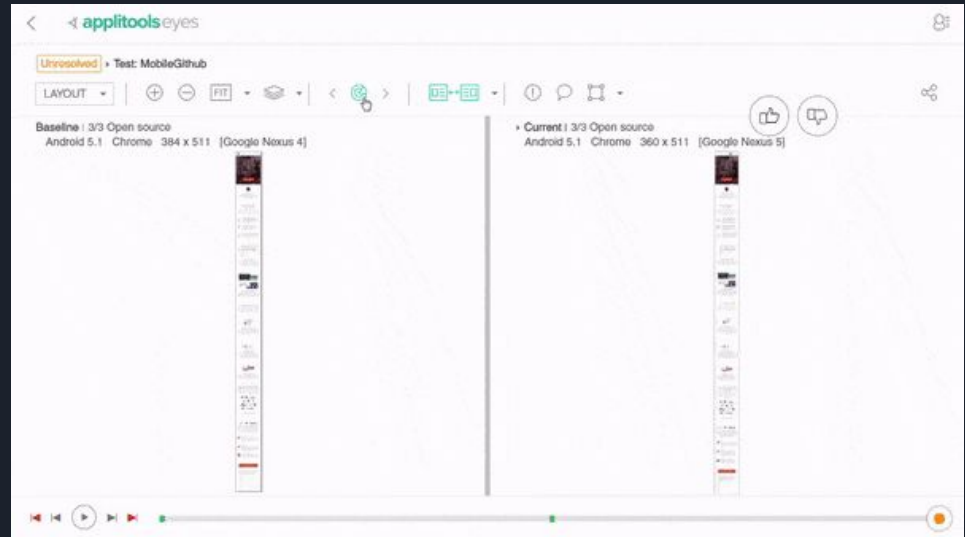 applitools eyes
Unresolved › Test: MobileGithub
LAYOUT
FIT
Baseline | 3/3 Open source
Android 5.1 Chrome 384 x 511 [Google Nexus 4]
› Current | 3/3 Open source
Android 5.1 Chrome 360 x 511 [Google Nexus 5]